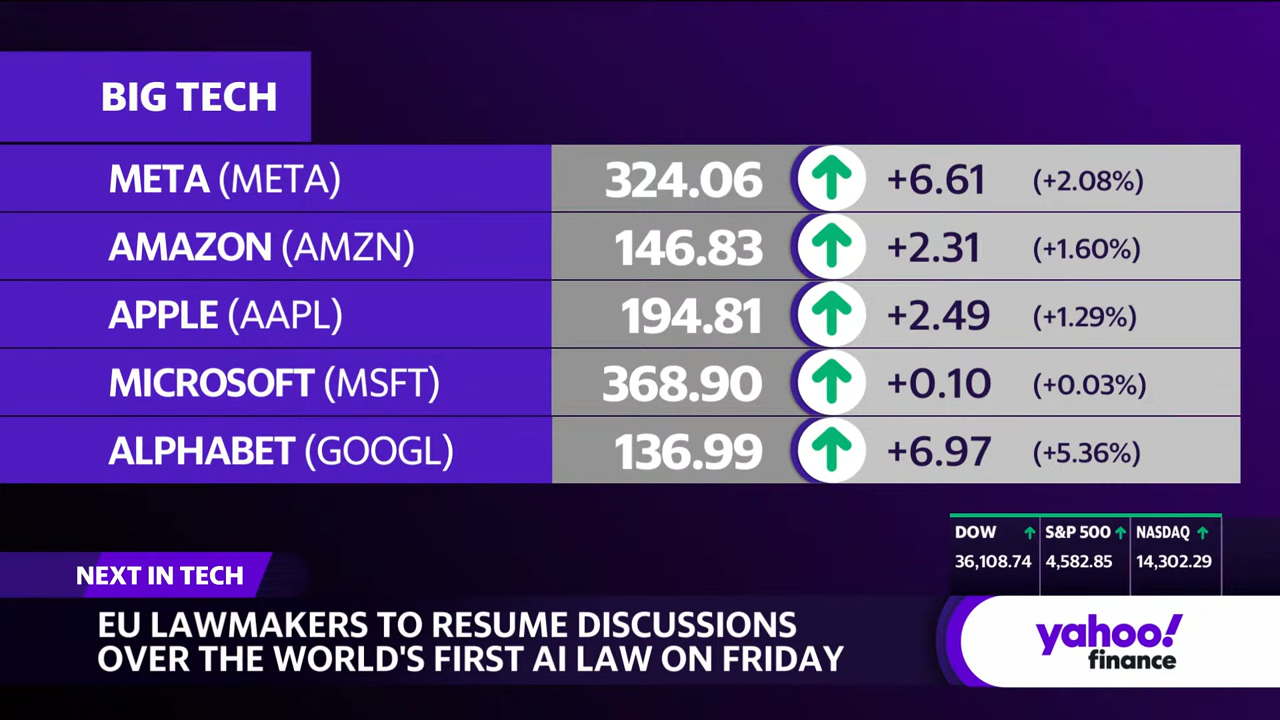 BIG TECH
META (META) 324.06 +6.61 (+2.08%)
AMAZON (AMZN) 146.83 +2.31 (+1.60%)
APPLE (AAPL) 194.81 +2.49 (+1.29%)
MICROSOFT (MSFT) 368.90 +0.10 (+0.03%)
ALPHABET (GOOGL) 136.99 +6.97 (+5.36%)
DOW S&P 500 NASDAQ
36,108.74 4,582.85 14,302.29
NEXT IN TECH
EU LAWMAKERS TO RESUME DISCUSSIONS
OVER THE WORLD'S FIRST AI LAW ON FRIDAY
yahoo!
finance